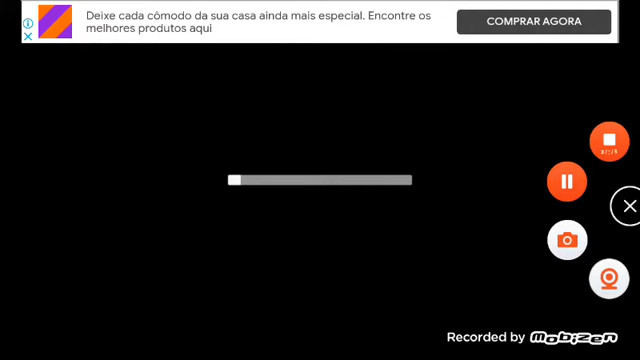 Deixe cada cômodo da sua casa ainda mais especial. Encontre os
melhores produtos aqui
COMPRAR AGORA
Recorded by mobizen